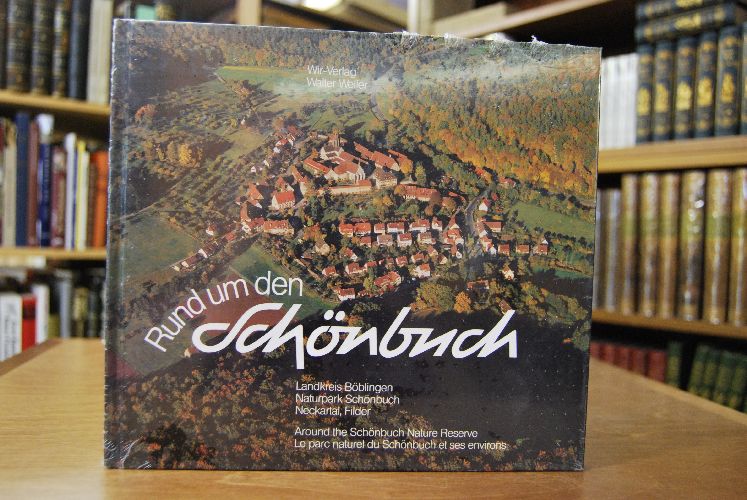 Wir-Verlag
Walter Weller
Rund um den
Schönbuch
Landkreis Böblingen
Naturpark Schönbuch
Neckartal, Filder
Around the Schönbuch Nature Reserve
Le parc naturel du Schönbuch et ses environs